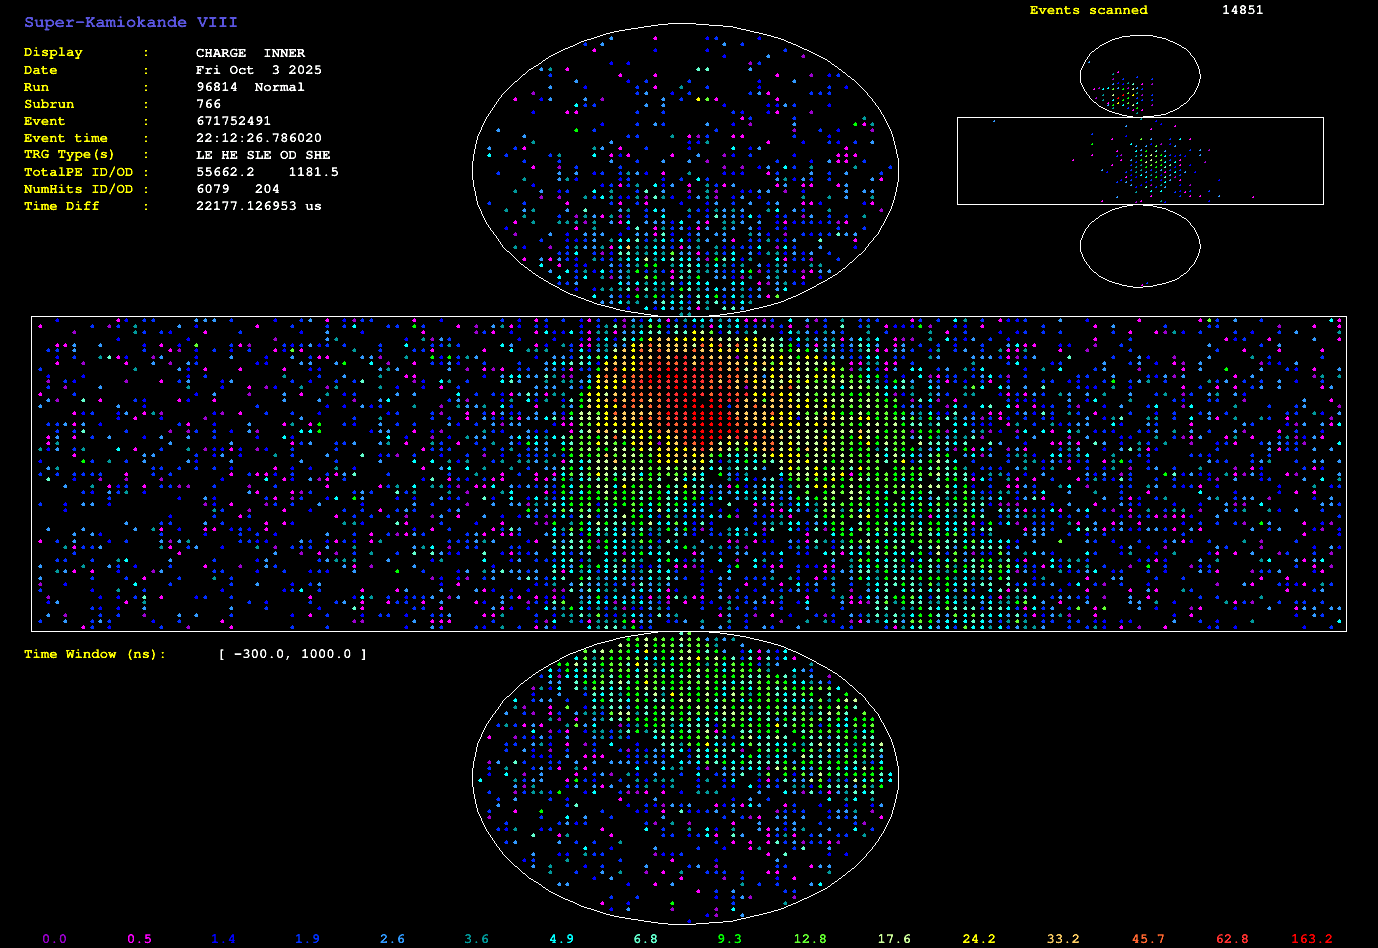 Super-Kamiokande VIII
Events scanned 14851
Display : CHARGE INNER
Date : Fri Oct 3 2025
Run : 96814 Normal
Subrun : 766
Event : 671752491
Event time : 22:12:26.786020
TRG Type(s) : LE HE SLE OD SHE
TotalPE ID/OD : 55662.2 1181.5
NumHits ID/OD : 6079 204
Time Diff : 22177.126953 us
Time Window (ns): [ -300.0, 1000.0 ]
0.0 0.5 1.4 1.9 2.6 3.6 4.9 6.8 9.3 12.8 17.6 24.2 33.2 45.7 62.8 163.2